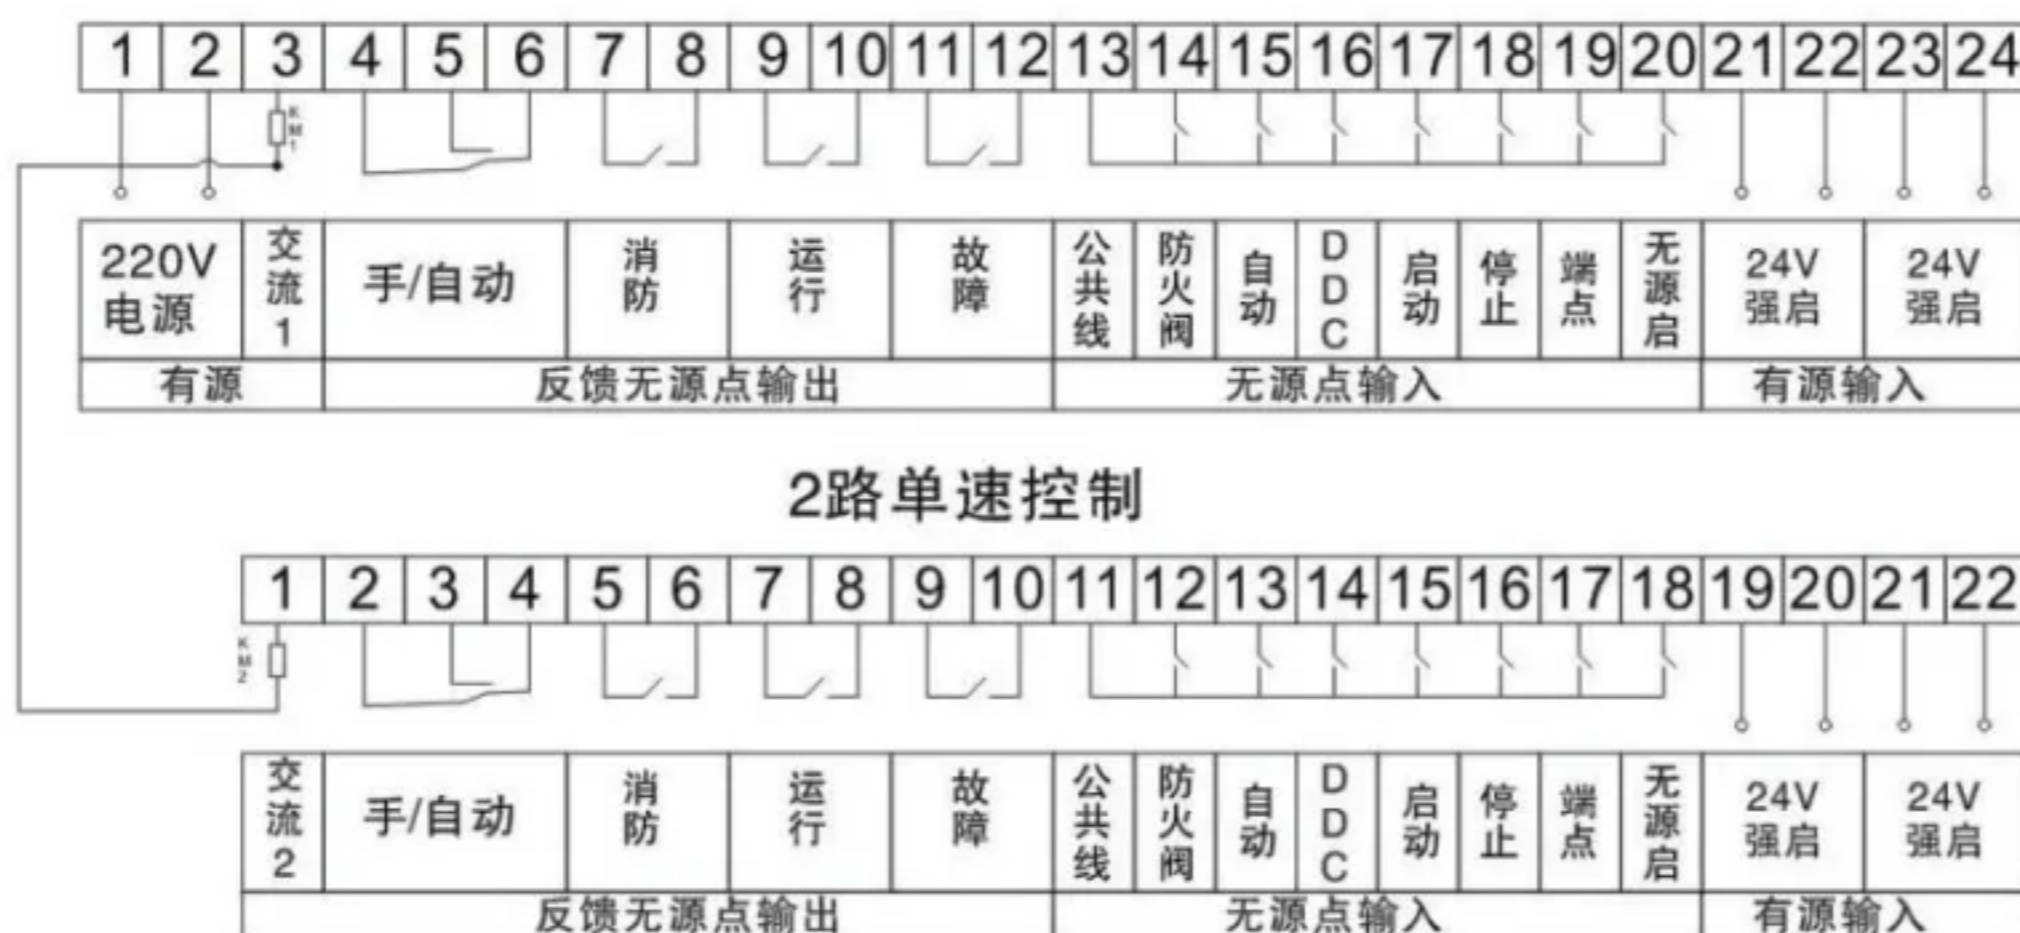 1 2 3 4 5 6 7 8 9 10 11 12 13 14 15 16 17 18 19 20 21 22 23 24
KM1
220V电源 交流1 手/自动 消防 运行 故障 公共线 防火阀 自动 DDC 启动 停止 端点 无源启 24V强启 24V强启
有源 反馈无源点输出 无源点输入 有源输入
2路单速控制
1 2 3 4 5 6 7 8 9 10 11 12 13 14 15 16 17 18 19 20 21 22
KM2
交流2 手/自动 消防 运行 故障 公共线 防火阀 自动 DDC 启动 停止 端点 无源启 24V强启 24V强启
反馈无源点输出 无源点输入 有源输入